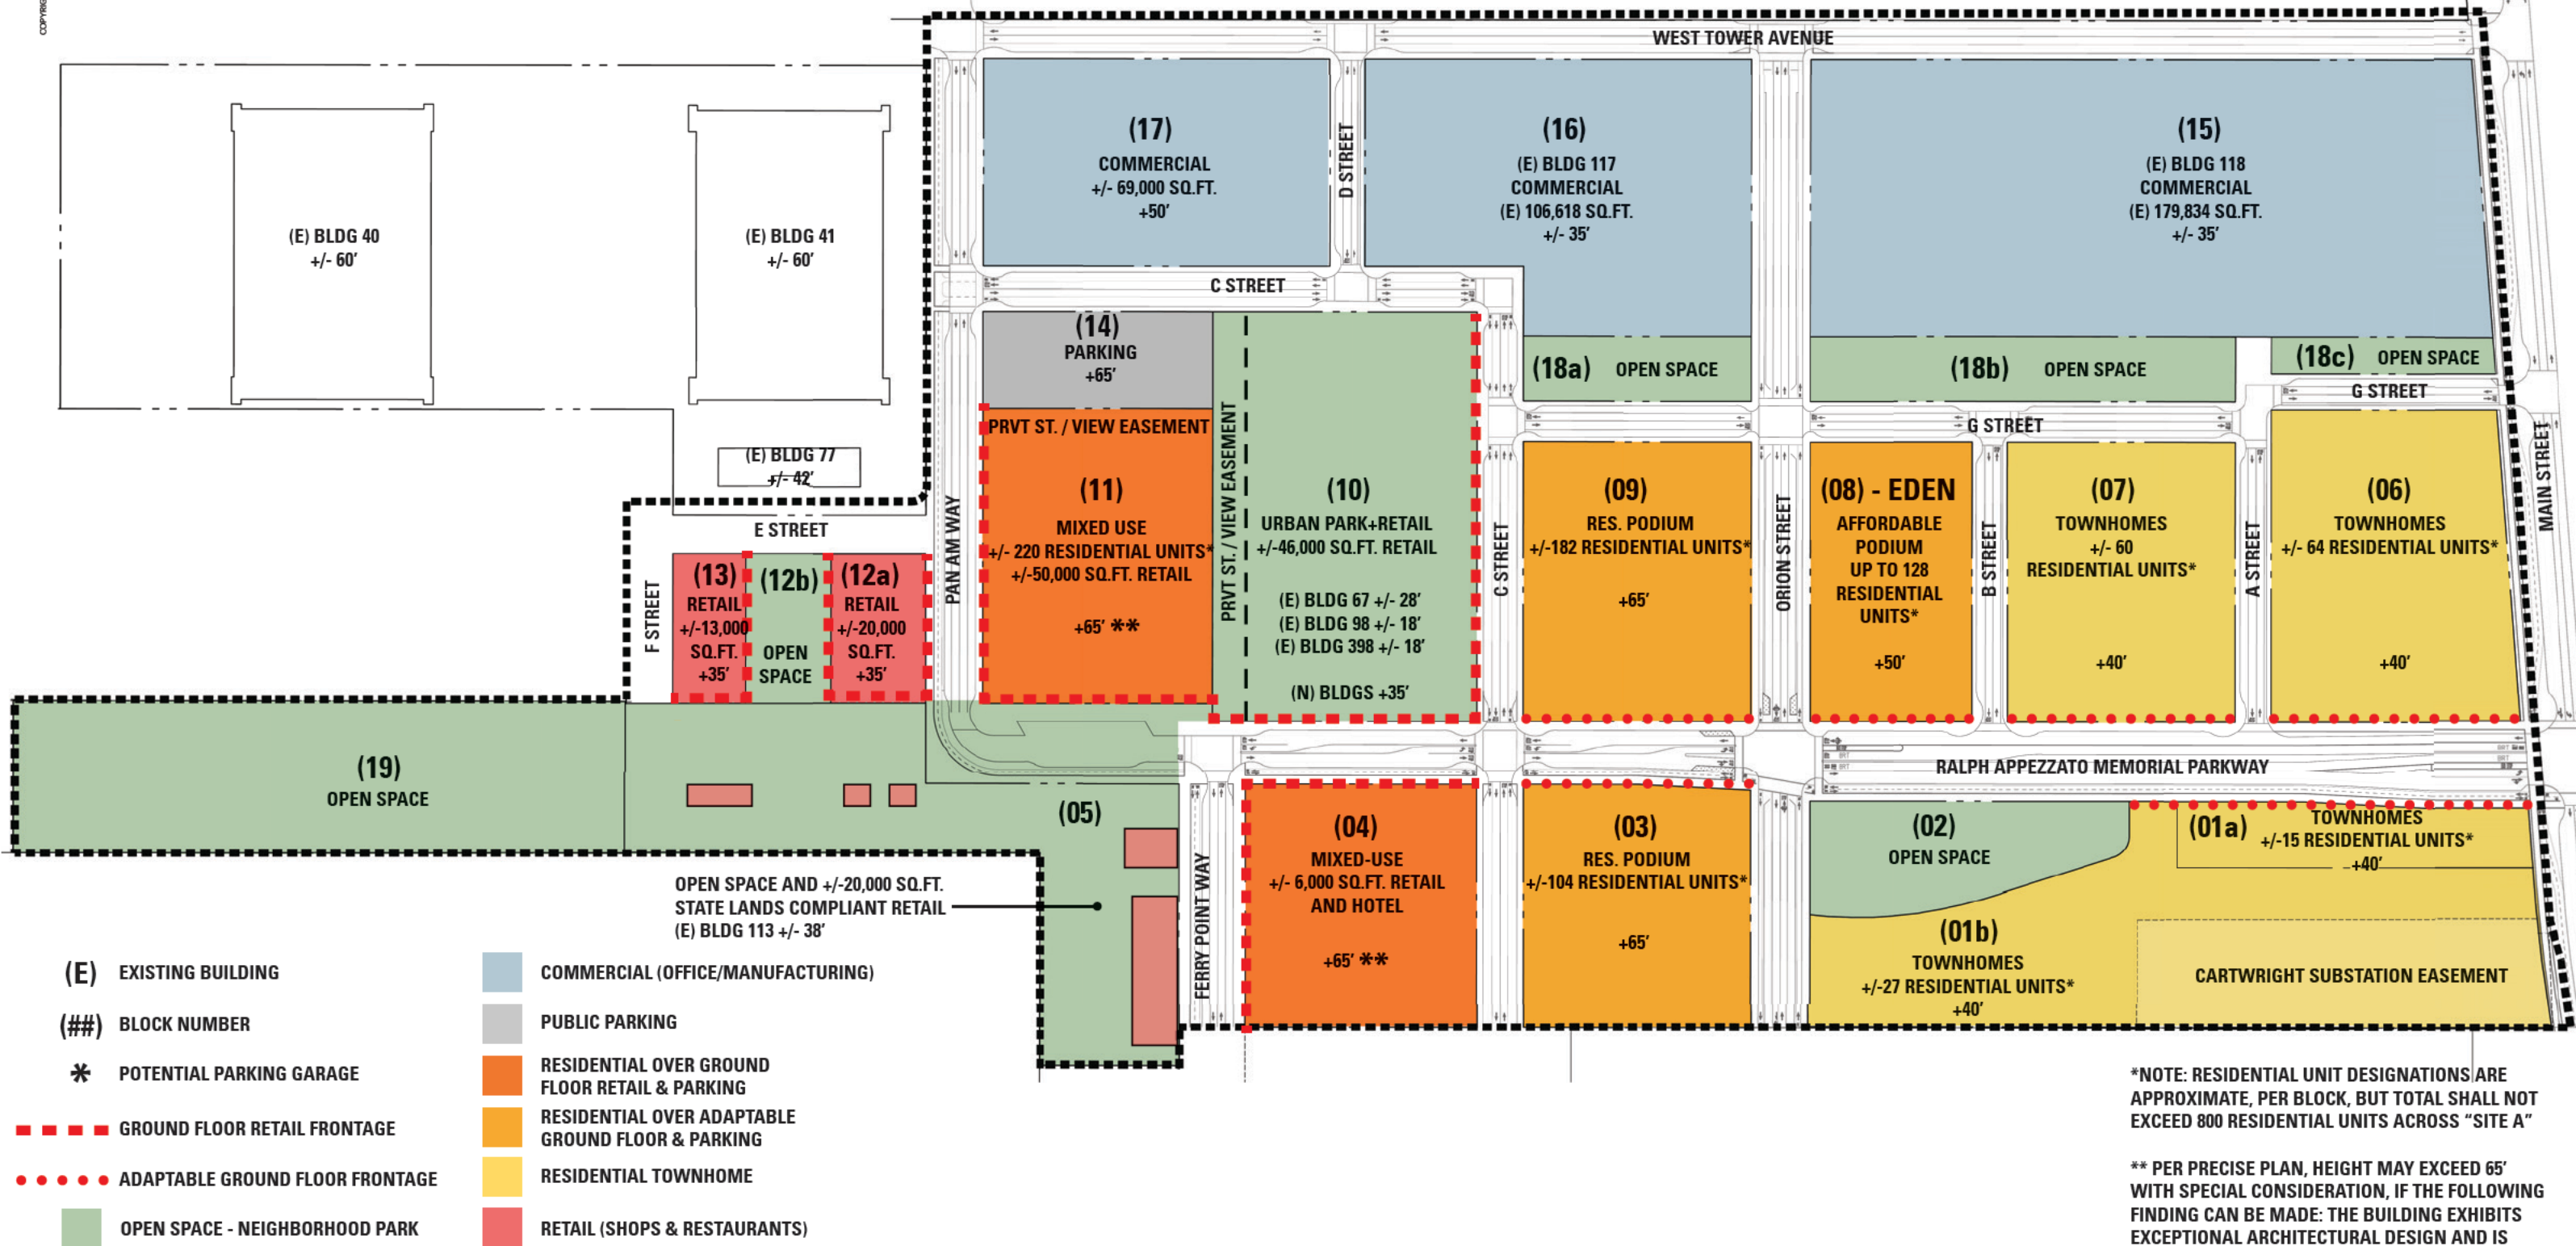 WEST TOWER AVENUE
(E) BLDG 40
+/- 60’
(E) BLDG 41
+/- 60’
(E) BLDG 77
+/- 42’
(17)
COMMERCIAL
+/- 69,000 SQ.FT.
+50’
D STREET
(16)
(E) BLDG 117
COMMERCIAL
(E) 106,618 SQ.FT.
+/- 35’
(15)
(E) BLDG 118
COMMERCIAL
(E) 179,834 SQ.FT.
+/- 35’
C STREET
(14)
PARKING
+65’
(18a) OPEN SPACE
(18b) OPEN SPACE
(18c) OPEN SPACE
G STREET
G STREET
MAIN STREET
PRVT ST. / VIEW EASEMENT
(11)
MIXED USE
+/- 220 RESIDENTIAL UNITS*
+/-50,000 SQ.FT. RETAIL
+65’ **
PRVT ST. / VIEW EASEMENT
(10)
URBAN PARK+RETAIL
+/-46,000 SQ.FT. RETAIL
(E) BLDG 67 +/- 28’
(E) BLDG 98 +/- 18’
(E) BLDG 398 +/- 18’
(N) BLDGS +35’
C STREET
(09)
RES. PODIUM
+/-182 RESIDENTIAL UNITS*
+65’
ORION STREET
(08) - EDEN
AFFORDABLE
PODIUM
UP TO 128
RESIDENTIAL
UNITS*
+50’
B STREET
(07)
TOWNHOMES
+/- 60
RESIDENTIAL UNITS*
+40’
A STREET
(06)
TOWNHOMES
+/- 64 RESIDENTIAL UNITS*
+40’
E STREET
F STREET
PAN AM WAY
(13)
RETAIL
+/-13,000
SQ.FT.
+35’
(12b)
OPEN
SPACE
(12a)
RETAIL
+/-20,000
SQ.FT.
+35’
(19)
OPEN SPACE
(05)
RALPH APPEZZATO MEMORIAL PARKWAY
BRT
BRT
BRT
BRT
FERRY POINT WAY
(04)
MIXED-USE
+/- 6,000 SQ.FT. RETAIL
AND HOTEL
+65’ **
(03)
RES. PODIUM
+/-104 RESIDENTIAL UNITS*
+65’
(02)
OPEN SPACE
(01a)
TOWNHOMES
+/-15 RESIDENTIAL UNITS*
+40’
(01b)
TOWNHOMES
+/-27 RESIDENTIAL UNITS*
+40’
CARTWRIGHT SUBSTATION EASEMENT
OPEN SPACE AND +/-20,000 SQ.FT.
STATE LANDS COMPLIANT RETAIL
(E) BLDG 113 +/- 38’
(E) EXISTING BUILDING
(##) BLOCK NUMBER
* POTENTIAL PARKING GARAGE
GROUND FLOOR RETAIL FRONTAGE
ADAPTABLE GROUND FLOOR FRONTAGE
OPEN SPACE - NEIGHBORHOOD PARK
COMMERCIAL (OFFICE/MANUFACTURING)
PUBLIC PARKING
RESIDENTIAL OVER GROUND
FLOOR RETAIL & PARKING
RESIDENTIAL OVER ADAPTABLE
GROUND FLOOR & PARKING
RESIDENTIAL TOWNHOME
RETAIL (SHOPS & RESTAURANTS)
*NOTE: RESIDENTIAL UNIT DESIGNATIONS ARE
APPROXIMATE, PER BLOCK, BUT TOTAL SHALL NOT
EXCEED 800 RESIDENTIAL UNITS ACROSS “SITE A”
** PER PRECISE PLAN, HEIGHT MAY EXCEED 65’
WITH SPECIAL CONSIDERATION, IF THE FOLLOWING
FINDING CAN BE MADE: THE BUILDING EXHIBITS
EXCEPTIONAL ARCHITECTURAL DESIGN AND IS